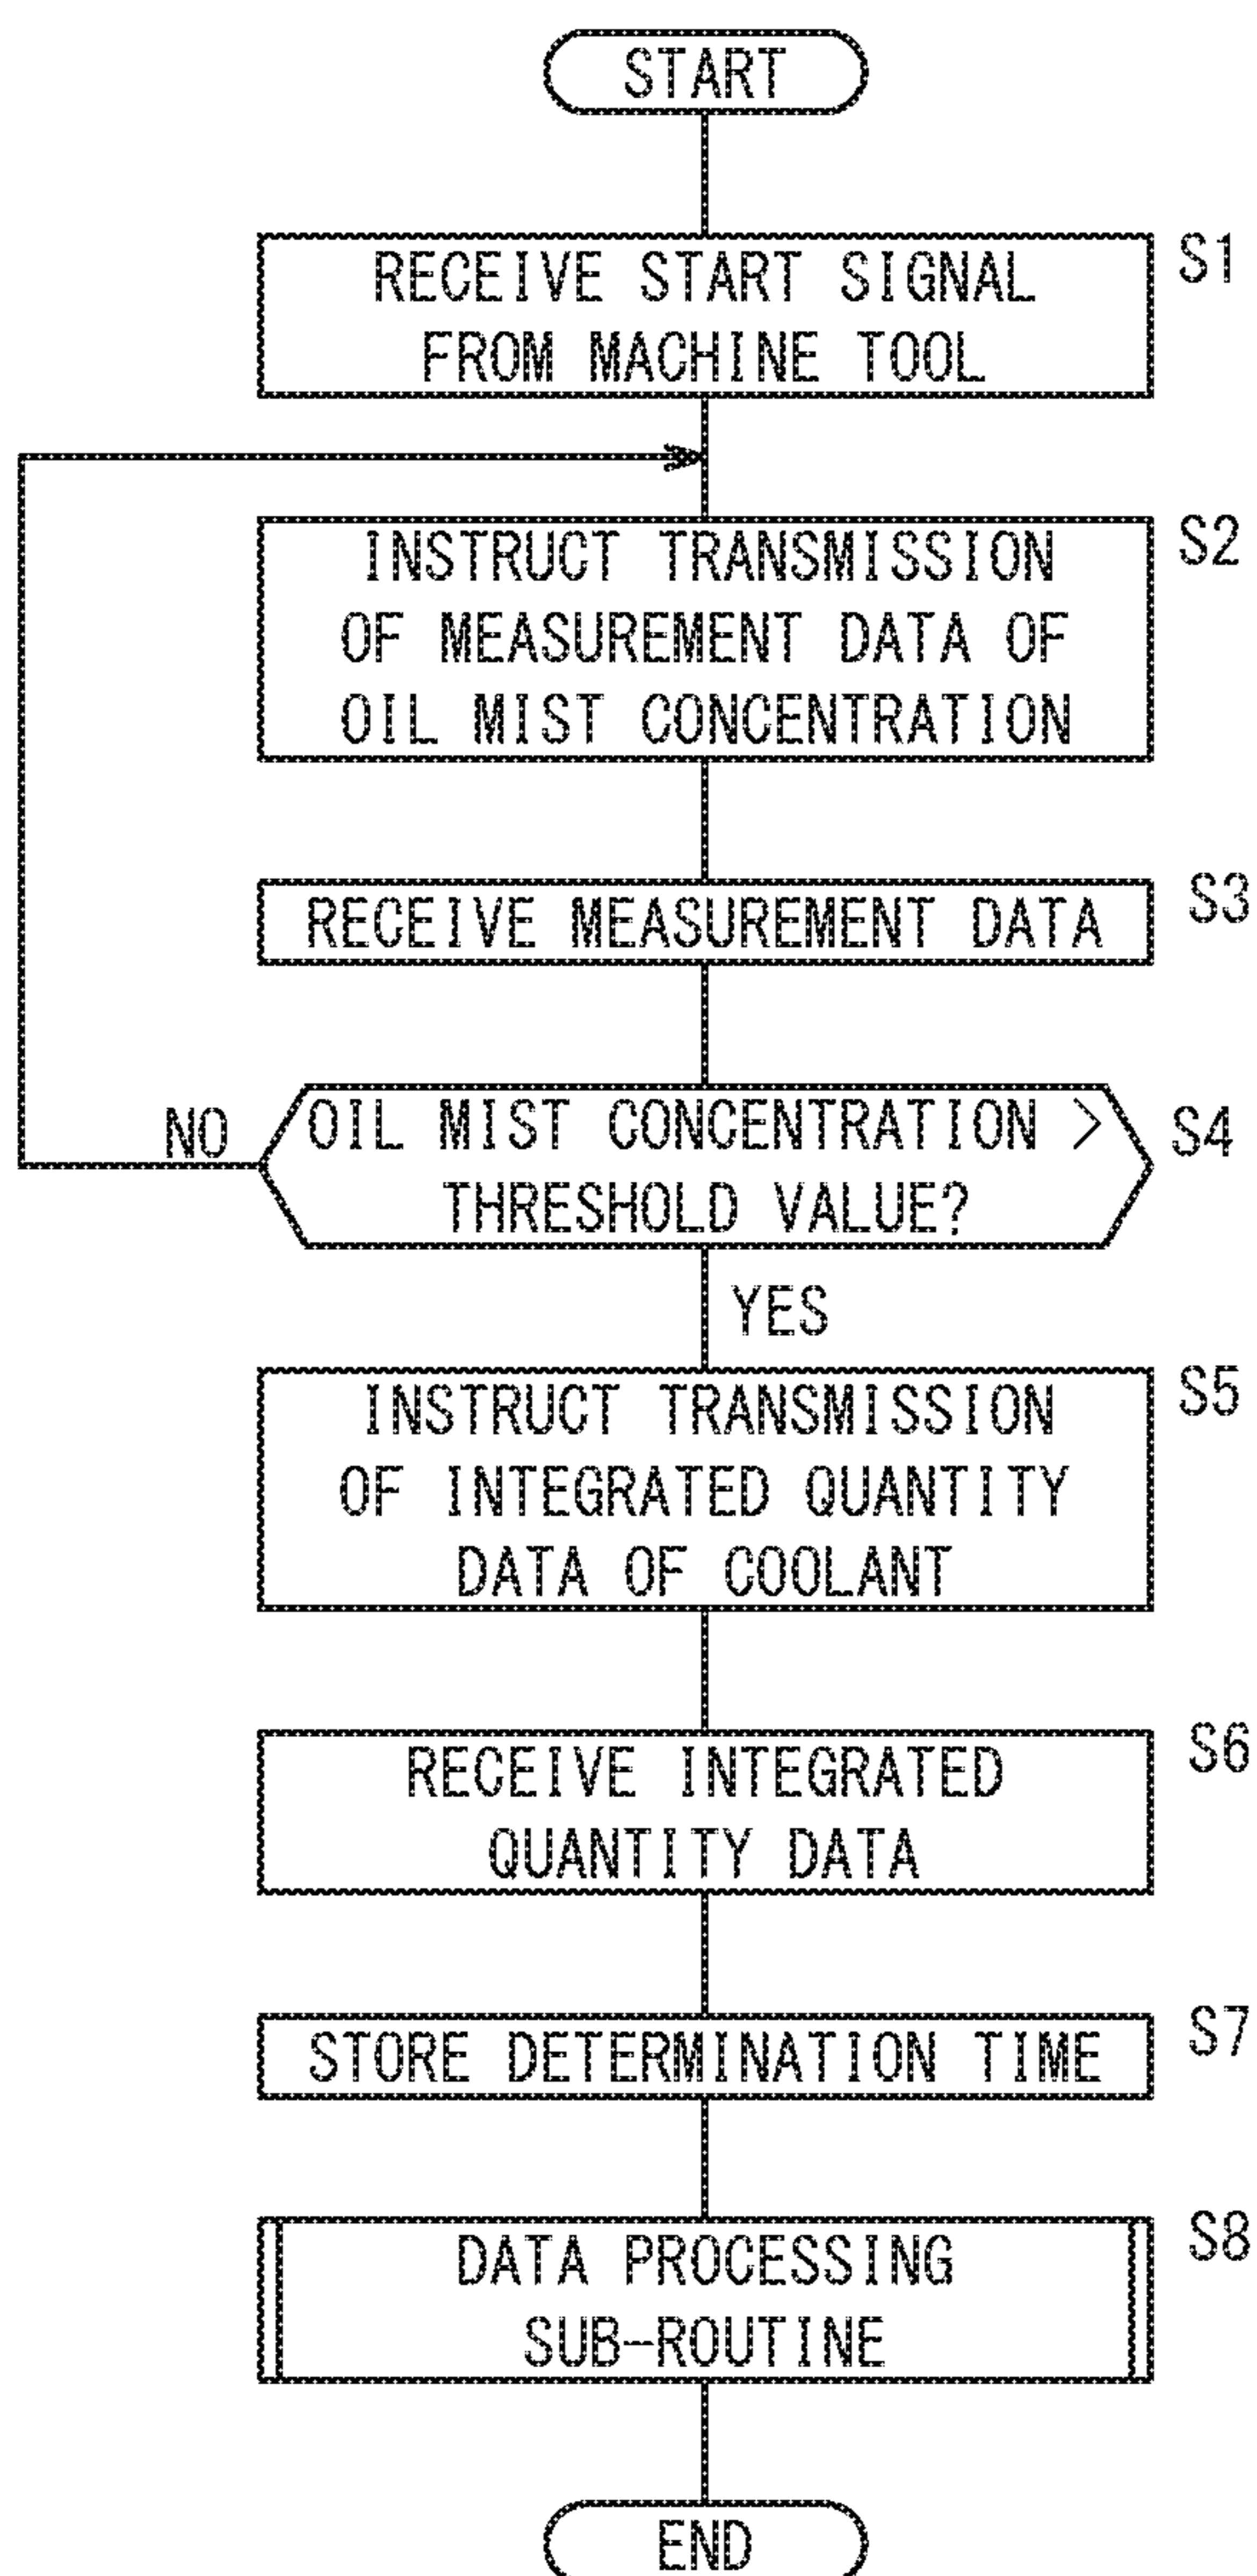 START
RECEIVE START SIGNAL
FROM MACHINE TOOL
S1
INSTRUCT TRANSMISSION
OF MEASUREMENT DATA OF
OIL MIST CONCENTRATION
S2
RECEIVE MEASUREMENT DATA
S3
NO
OIL MIST CONCENTRATION >
THRESHOLD VALUE?
S4
YES
INSTRUCT TRANSMISSION
OF INTEGRATED QUANTITY
DATA OF COOLANT
S5
RECEIVE INTEGRATED
QUANTITY DATA
S6
STORE DETERMINATION TIME
S7
DATA PROCESSING
SUB-ROUTINE
S8
END